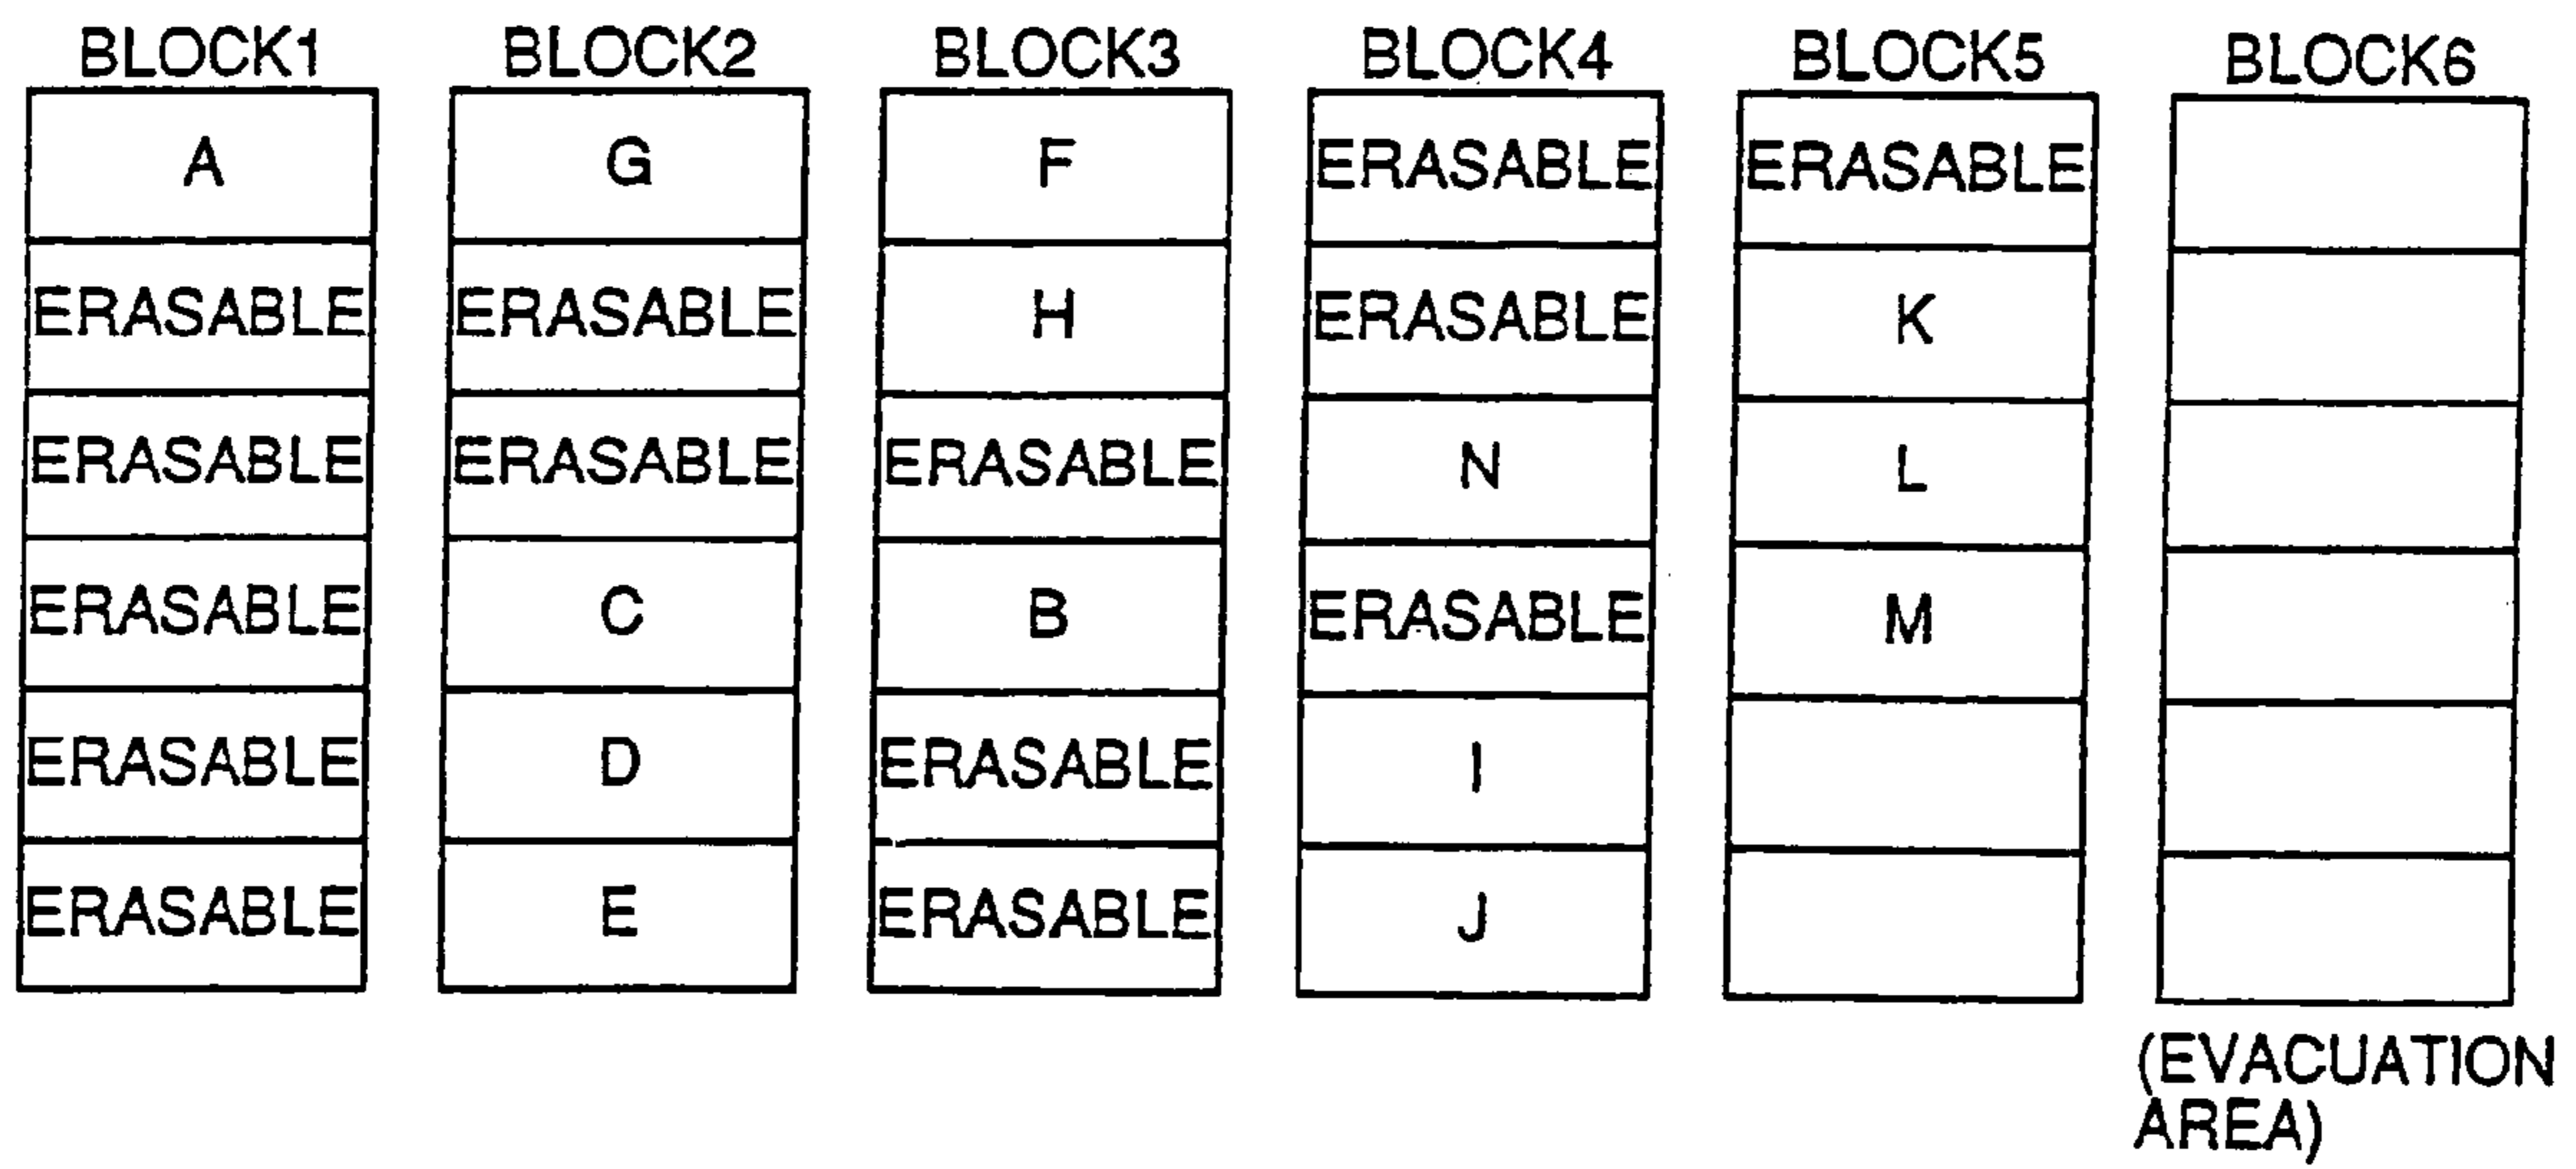 BLOCK1 BLOCK2 BLOCK3 BLOCK4 BLOCK5 BLOCK6
A G F ERASABLE ERASABLE
ERASABLE ERASABLE H ERASABLE K
ERASABLE ERASABLE ERASABLE N L
ERASABLE C B ERASABLE M
ERASABLE D ERASABLE I
ERASABLE E ERASABLE J
(EVACUATION
AREA)